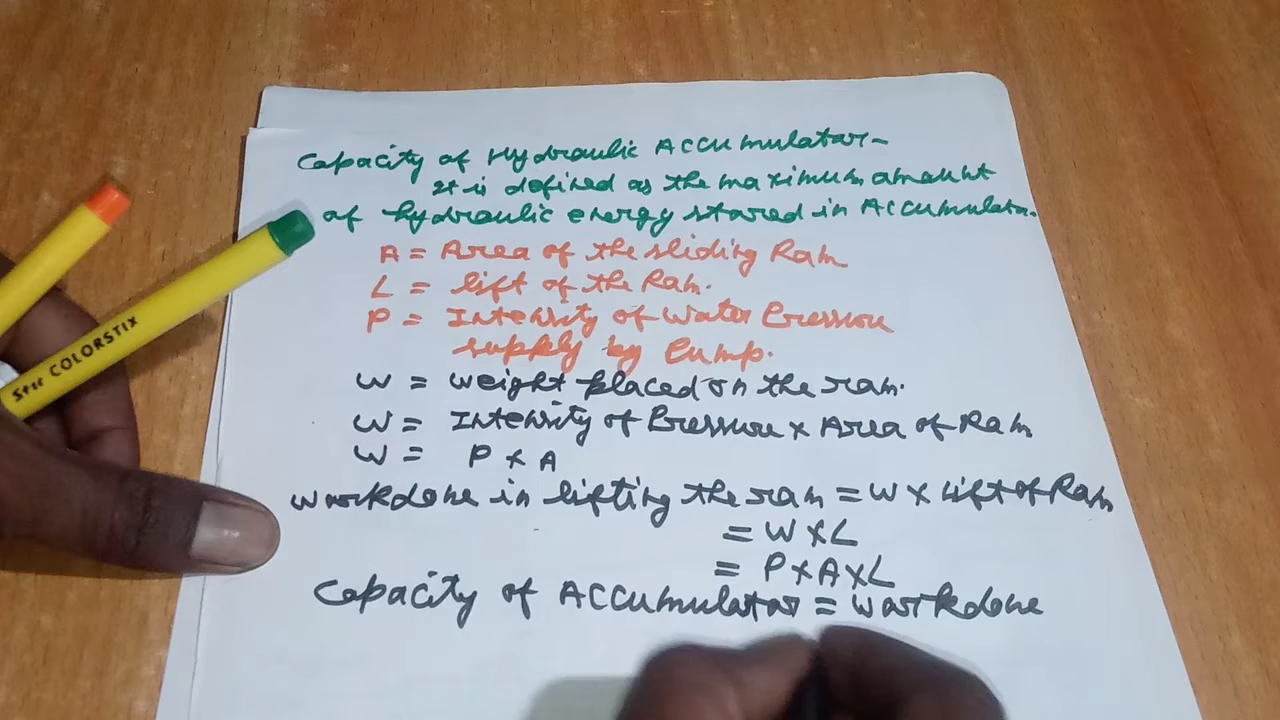 Capacity of Hydraulic Accumulator-
It is defined as the maximum amount
of hydraulic energy stored in Accumulator.
A = Area of the sliding Ram
L = lift of the Ram.
P = Intensity of Water Pressure
supply by Pump.
W = weight placed on the ram.
W = Intensity of Pressure x Area of Ram
W = P x A
workdone in lifting the ram = W x Lift of Ram
= W x L
= P x A x L
Capacity of Accumulator = workdone
5tar COLORSTIX